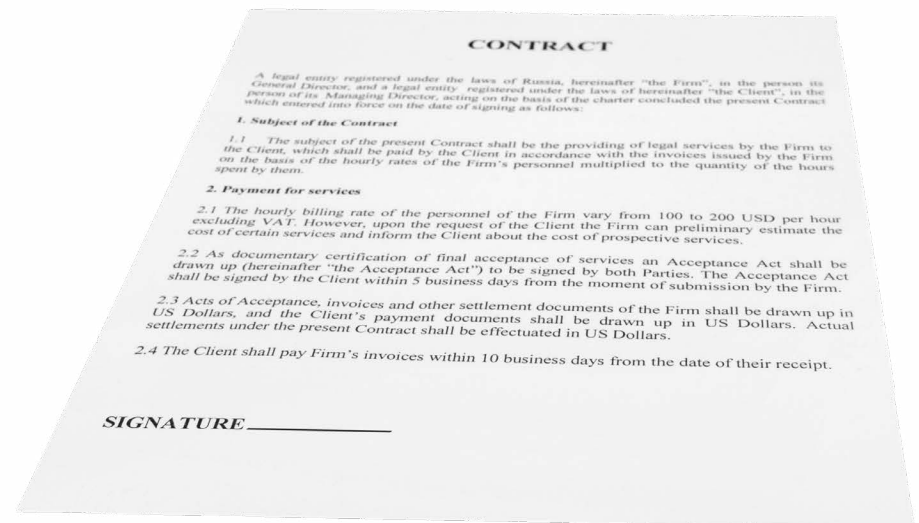 CONTRACT
A legal entity registered under the laws of Russia, hereinafter "the Firm", in the person its
General Director, and a legal entity registered under the laws of hereinafter "the Client", in the
person of its Managing Director, acting on the basis of the charter concluded the present Contract
which entered into force on the date of signing as follows:
1. Subject of the Contract
1.1 The subject of the present Contract shall be the providing of legal services by the Firm to
the Client, which shall be paid by the Client in accordance with the invoices issued by the Firm
on the basis of the hourly rates of the Firm's personnel multiplied to the quantity of the hours
spent by them.
2. Payment for services
2.1 The hourly billing rate of the personnel of the Firm vary from 100 to 200 USD per hour
excluding VAT. However, upon the request of the Client the Firm can preliminary estimate the
cost of certain services and inform the Client about the cost of prospective services.
2.2 As documentary certification of final acceptance of services an Acceptance Act shall be
drawn up (hereinafter "the Acceptance Act") to be signed by both Parties. The Acceptance Act
shall be signed by the Client within 5 business days from the moment of submission by the Firm.
2.3 Acts of Acceptance, invoices and other settlement documents of the Firm shall be drawn up in
US Dollars, and the Client's payment documents shall be drawn up in US Dollars. Actual
settlements under the present Contract shall be effectuated in US Dollars.
2.4 The Client shall pay Firm's invoices within 10 business days from the date of their receipt.
SIGNATURE